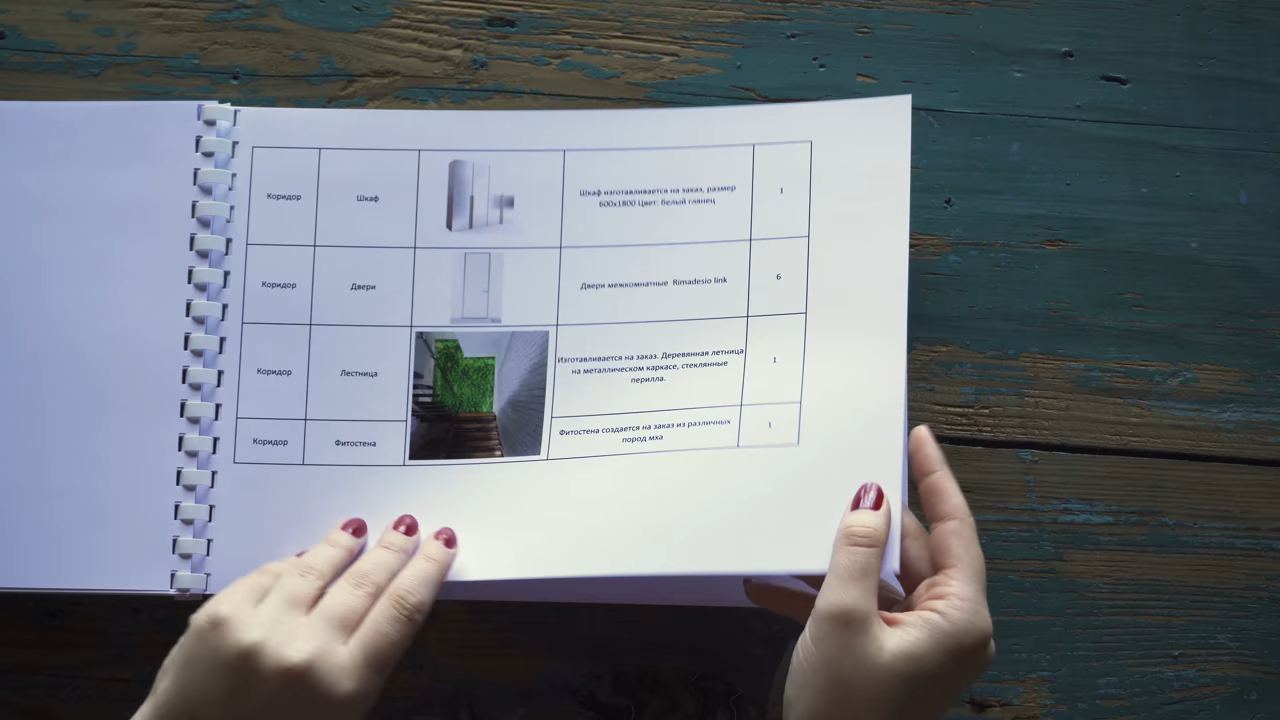 Коридор
Шкаф
Шкаф изготавливается на заказ, размер
600х1800 Цвет: белый глянец
1
Коридор
Двери
Двери межкомнатные Rimadesio link
6
Коридор
Лестница
Изготавливается на заказ. Деревянная летница
на металлическом каркасе, стеклянные
перилла.
1
Коридор
Фитостена
Фитостена создается на заказ из различных
пород мха
1